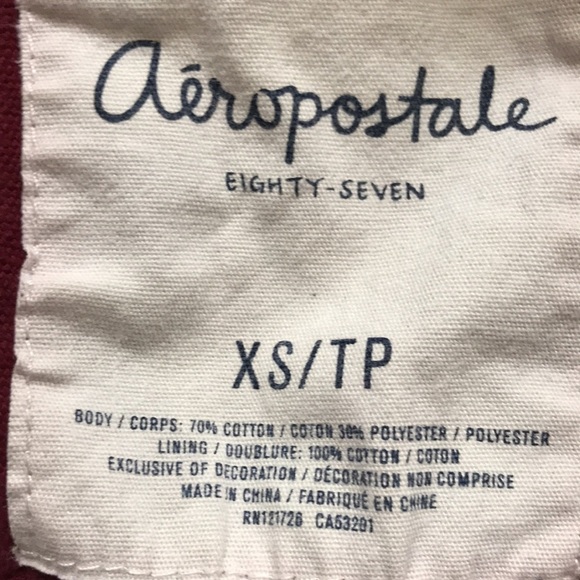 Aéropostale
EIGHTY-SEVEN
XS/TP
BODY / CORPS: 70% COTTON / COTON 30% POLYESTER / POLYESTER
LINING / DOUBLURE: 100% COTTON / COTON
EXCLUSIVE OF DECORATION / DÉCORATION NON COMPRISE
MADE IN CHINA / FABRIQUÉ EN CHINE
RN121726 CA53291